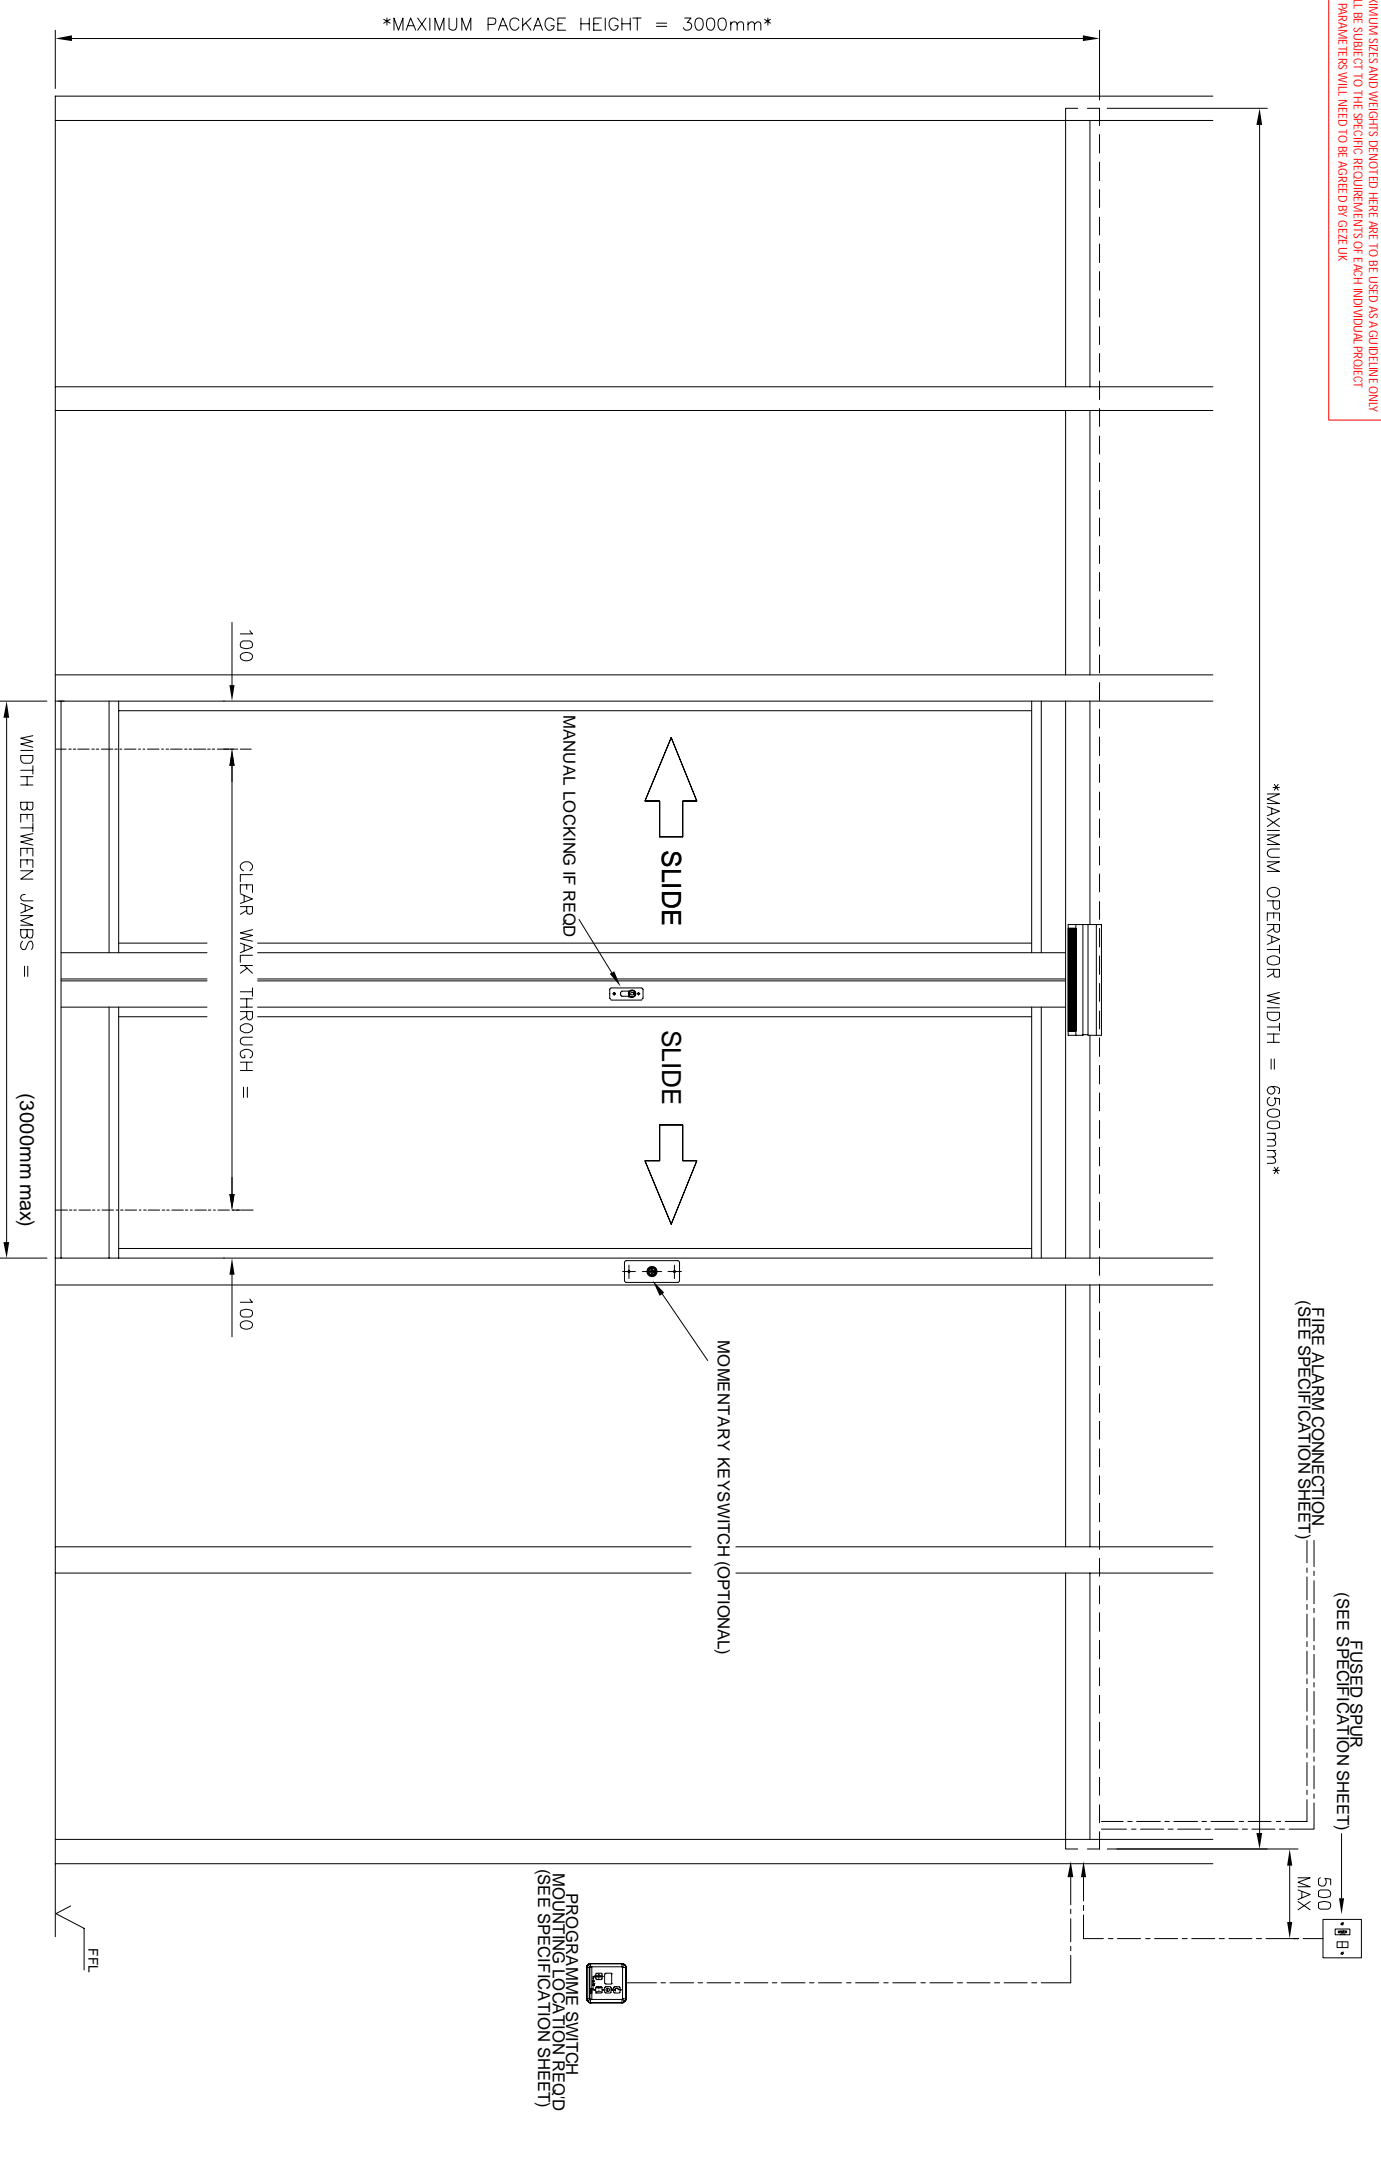 *MAXIMUM PACKAGE HEIGHT = 3000mm*
SIZES AND WEIGHTS DENOTED HERE ARE TO BE USED AS A GUIDELINE ONLY
BE SUBJECT TO THE SPECIFIC REQUIREMENTS OF EACH INDIVIDUAL PROJECT
PARAMETERS WILL NEED TO BE AGREED BY GEZE UK
*MAXIMUM OPERATOR WIDTH = 6500mm*
FIRE ALARM CONNECTION
(SEE SPECIFICATION SHEET)
FUSED SPUR
(SEE SPECIFICATION SHEET)
500
MAX
SLIDE
SLIDE
MANUAL LOCKING IF REQD
MOMENTARY KEYSWITCH (OPTIONAL)
PROGRAMME SWITCH
MOUNTING LOCATION REQ'D
(SEE SPECIFICATION SHEET)
100
CLEAR WALK THROUGH =
100
WIDTH BETWEEN JAMBS =
(3000mm max)
FFL